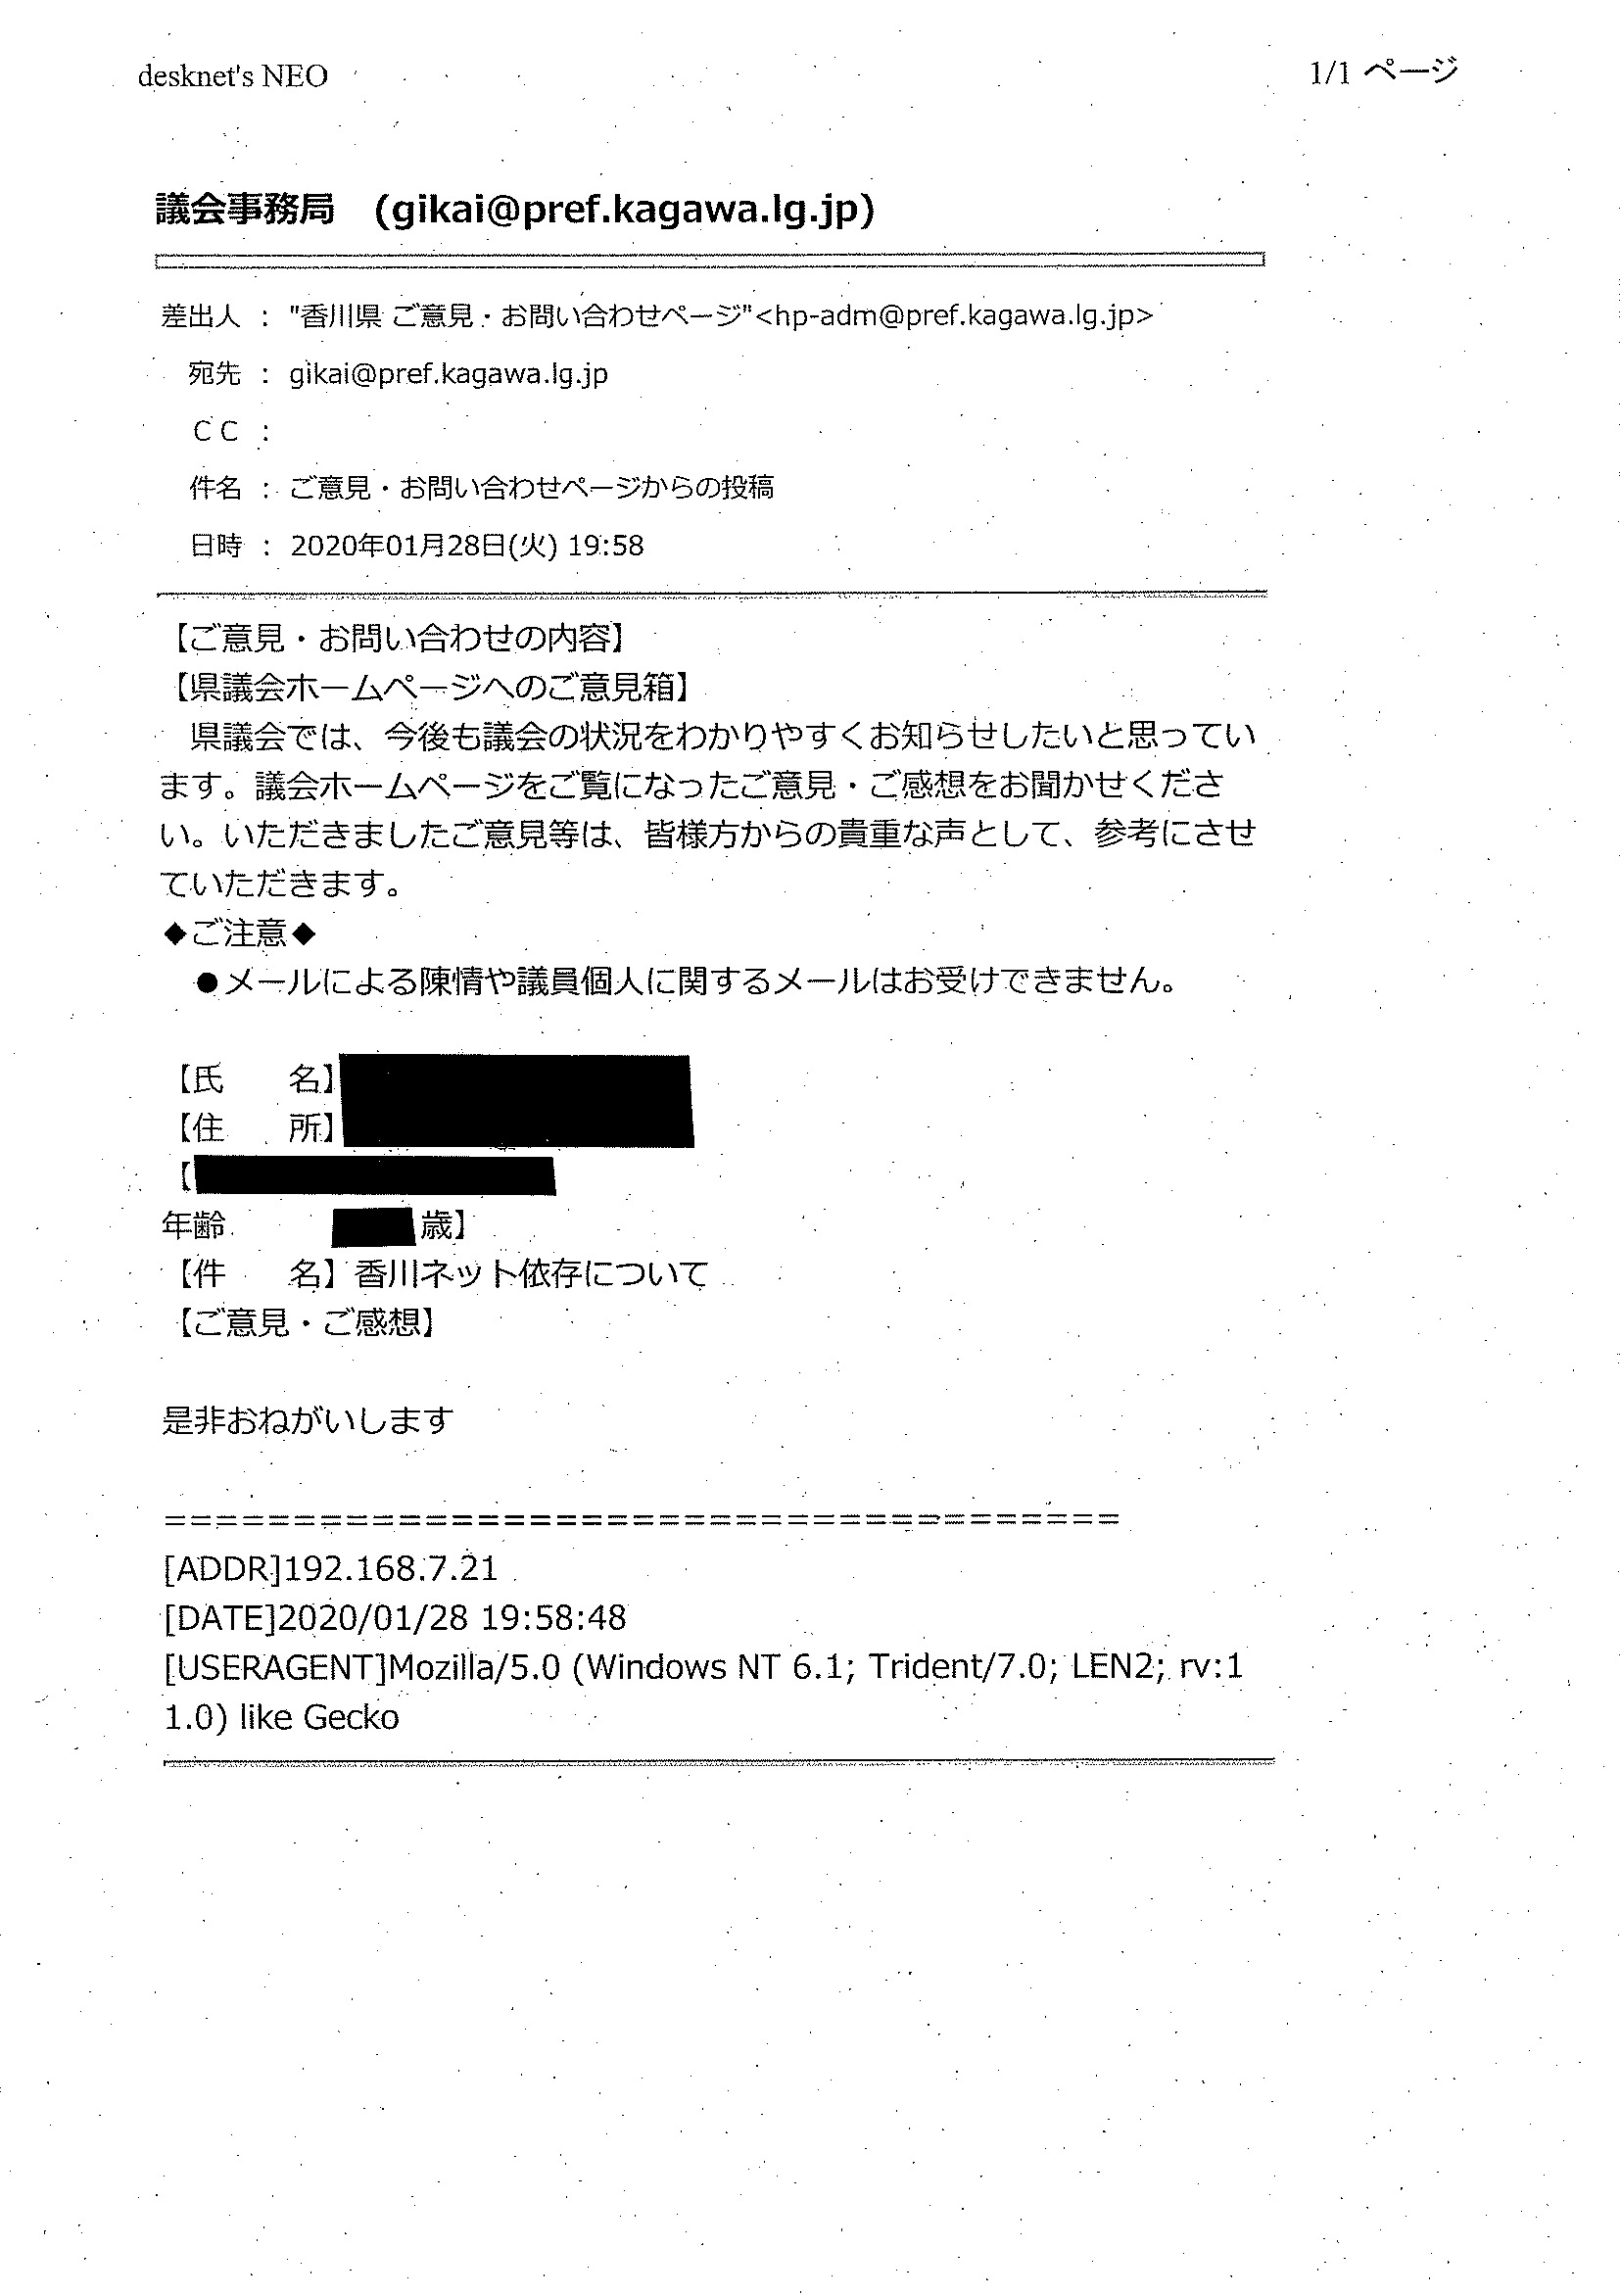 desknet's NEO
1/1 ページ
議会事務局 (gikai@pref.kagawa.lg.jp)
差出人 : "香川県 ご意見・お問い合わせページ"<hp-adm@pref.kagawa.lg.jp>
宛先 : gikai@pref.kagawa.lg.jp
CC :
件名 : ご意見・お問い合わせページからの投稿
日時 : 2020年01月28日(火) 19:58
【ご意見・お問い合わせの内容】
【県議会ホームページへのご意見箱】
県議会では、今後も議会の状況をわかりやすくお知らせしたいと思ってい
ます。議会ホームページをご覧になったご意見・ご感想をお聞かせくださ
い。いただきましたご意見等は、皆様方からの貴重な声として、参考にさせ
ていただきます。
◆ご注意◆
●メールによる陳情や議員個人に関するメールはお受けできません。
【氏 名】
【住 所】
【
年齢 歳】
【件 名】香川ネット依存について
【ご意見・ご感想】
是非おねがいします
=====================================
[ADDR]192.168.7.21
[DATE]2020/01/28 19:58:48
[USERAGENT]Mozilla/5.0 (Windows NT 6.1; Trident/7.0; LEN2; rv:1
1.0) like Gecko